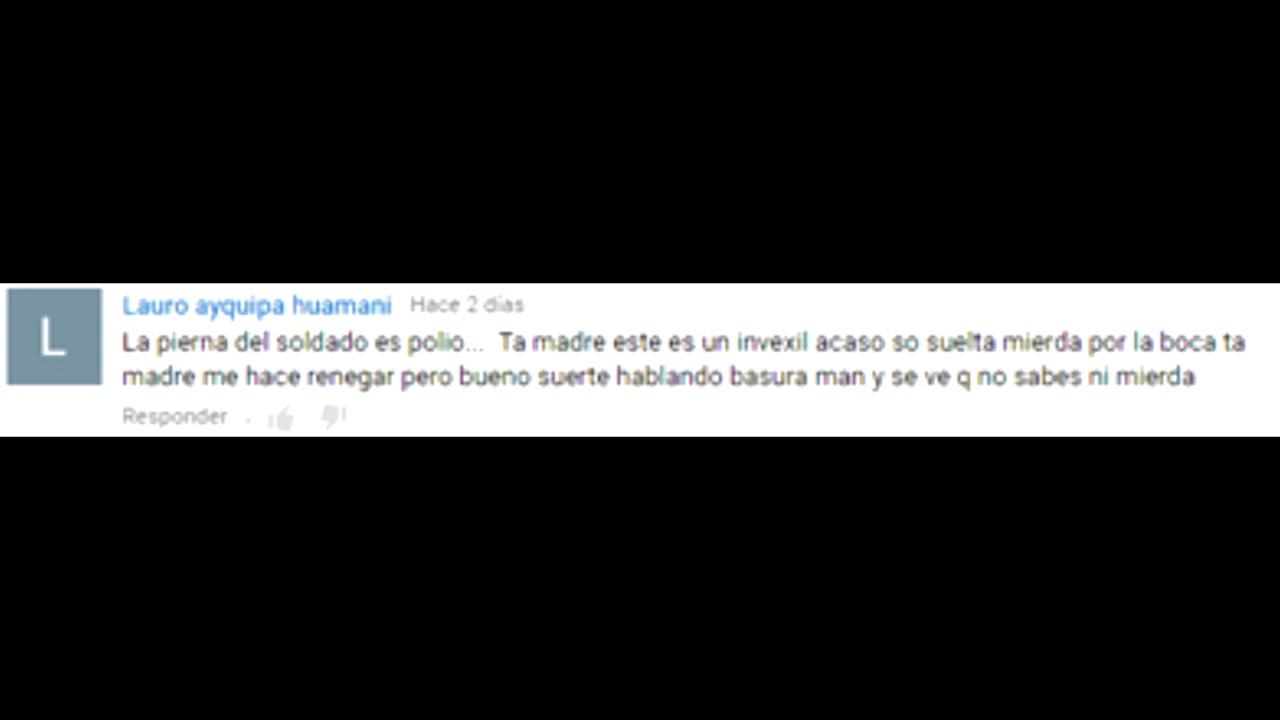 L
Lauro ayquipa huamani Hace 2 días
La pierna del soldado es polio... Ta madre este es un invexil acaso so suelta mierda por la boca ta
madre me hace renegar pero bueno suerte hablando basura man y se ve q no sabes ni mierda
Responder .